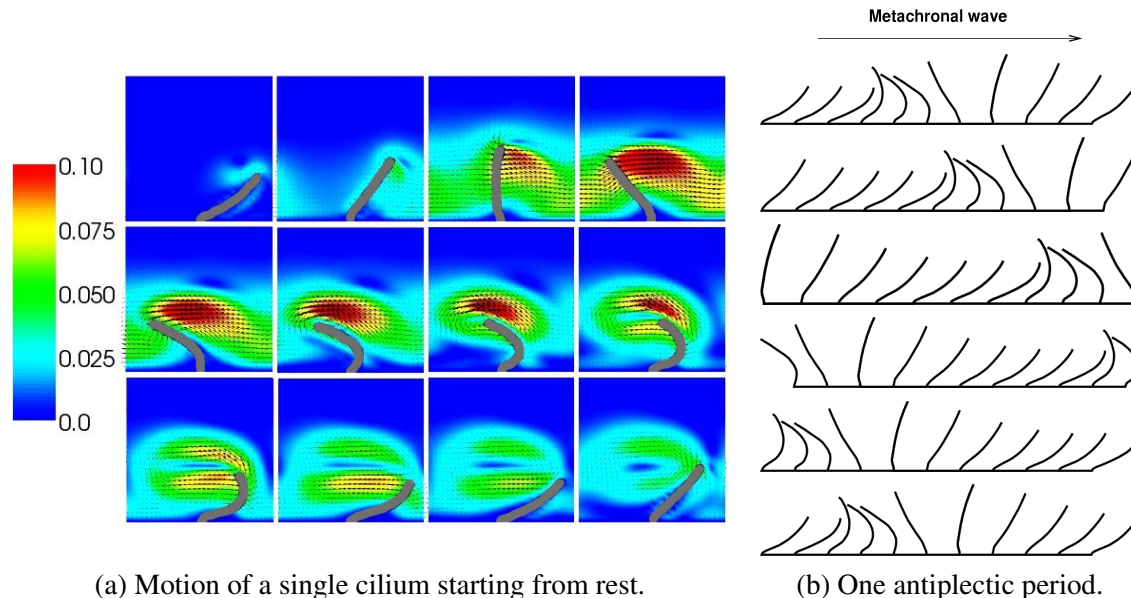 Metachronal wave
0.10
0.075
0.050
0.025
0.0
(a) Motion of a single cilium starting from rest.
(b) One antiplectic period.